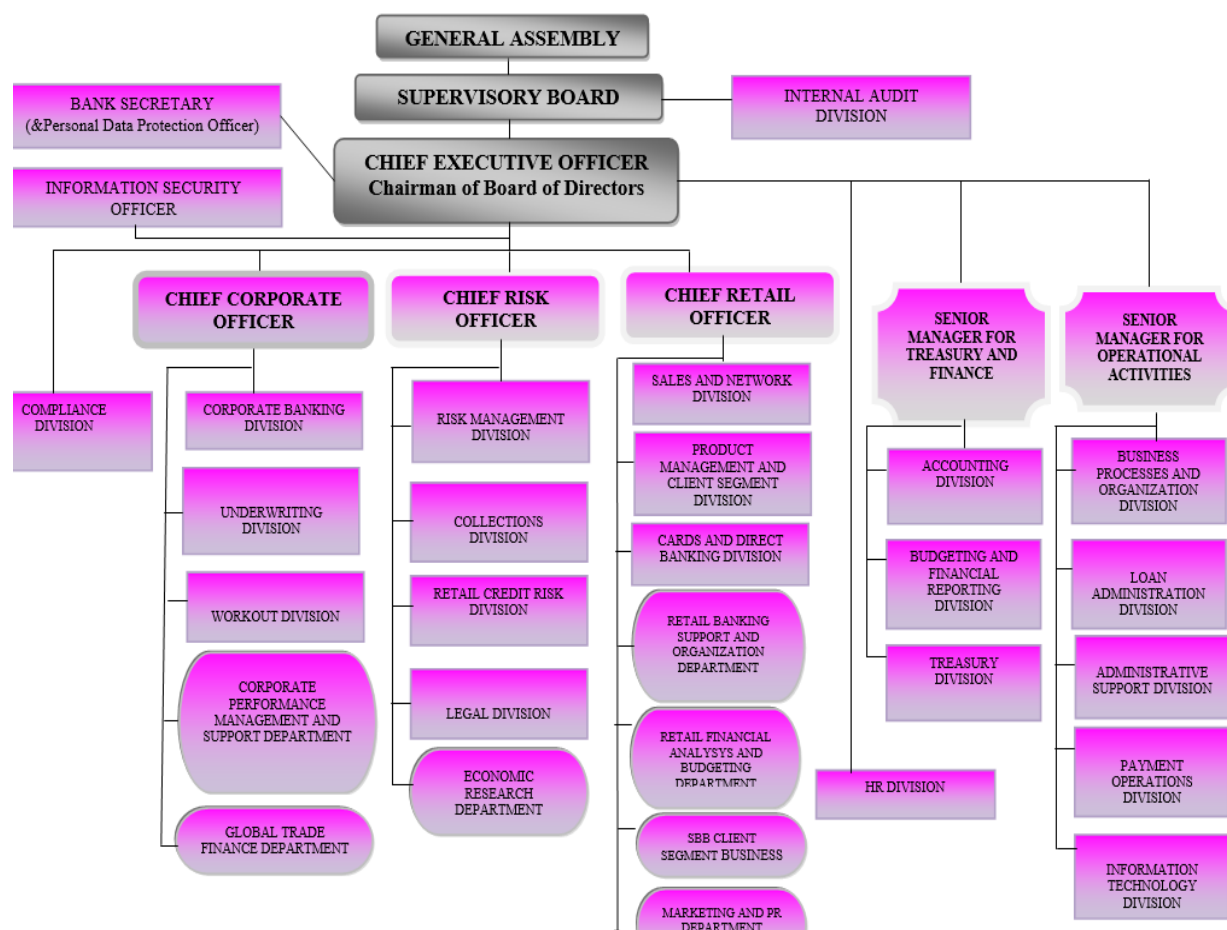 GENERAL ASSEMBLY
SUPERVISORY BOARD
BANK SECRETARY
(&Personal Data Protection Officer)
INTERNAL AUDIT
DIVISION
CHIEF EXECUTIVE OFFICER
Chairman of Board of Directors
INFORMATION SECURITY
OFFICER
CHIEF CORPORATE
OFFICER
CHIEF RISK
OFFICER
CHIEF RETAIL
OFFICER
SENIOR
MANAGER FOR
TREASURY AND
FINANCE
SENIOR
MANAGER FOR
OPERATIONAL
ACTIVITIES
COMPLIANCE
DIVISION
CORPORATE BANKING
DIVISION
UNDERWRITING
DIVISION
WORKOUT DIVISION
CORPORATE
PERFORMANCE
MANAGEMENT AND
SUPPORT DEPARTMENT
GLOBAL TRADE
FINANCE DEPARTMENT
RISK MANAGEMENT
DIVISION
COLLECTIONS
DIVISION
RETAIL CREDIT RISK
DIVISION
LEGAL DIVISION
ECONOMIC
RESEARCH
DEPARTMENT
SALES AND NETWORK
DIVISION
PRODUCT
MANAGEMENT AND
CLIENT SEGMENT
DIVISION
CARDS AND DIRECT
BANKING DIVISION
RETAIL BANKING
SUPPORT AND
ORGANIZATION
DEPARTMENT
RETAIL FINANCIAL
ANALYSYS AND
BUDGETING
DEPARTMENT
SBB CLIENT
SEGMENT BUSINESS
MARKETING AND PR
DEPARTMENT
ACCOUNTING
DIVISION
BUDGETING AND
FINANCIAL
REPORTING
DIVISION
TREASURY
DIVISION
HR DIVISION
BUSINESS
PROCESSES AND
ORGANIZATION
DIVISION
LOAN
ADMINISTRATION
DIVISION
ADMINISTRATIVE
SUPPORT DIVISION
PAYMENT
OPERATIONS
DIVISION
INFORMATION
TECHNOLOGY
DIVISION